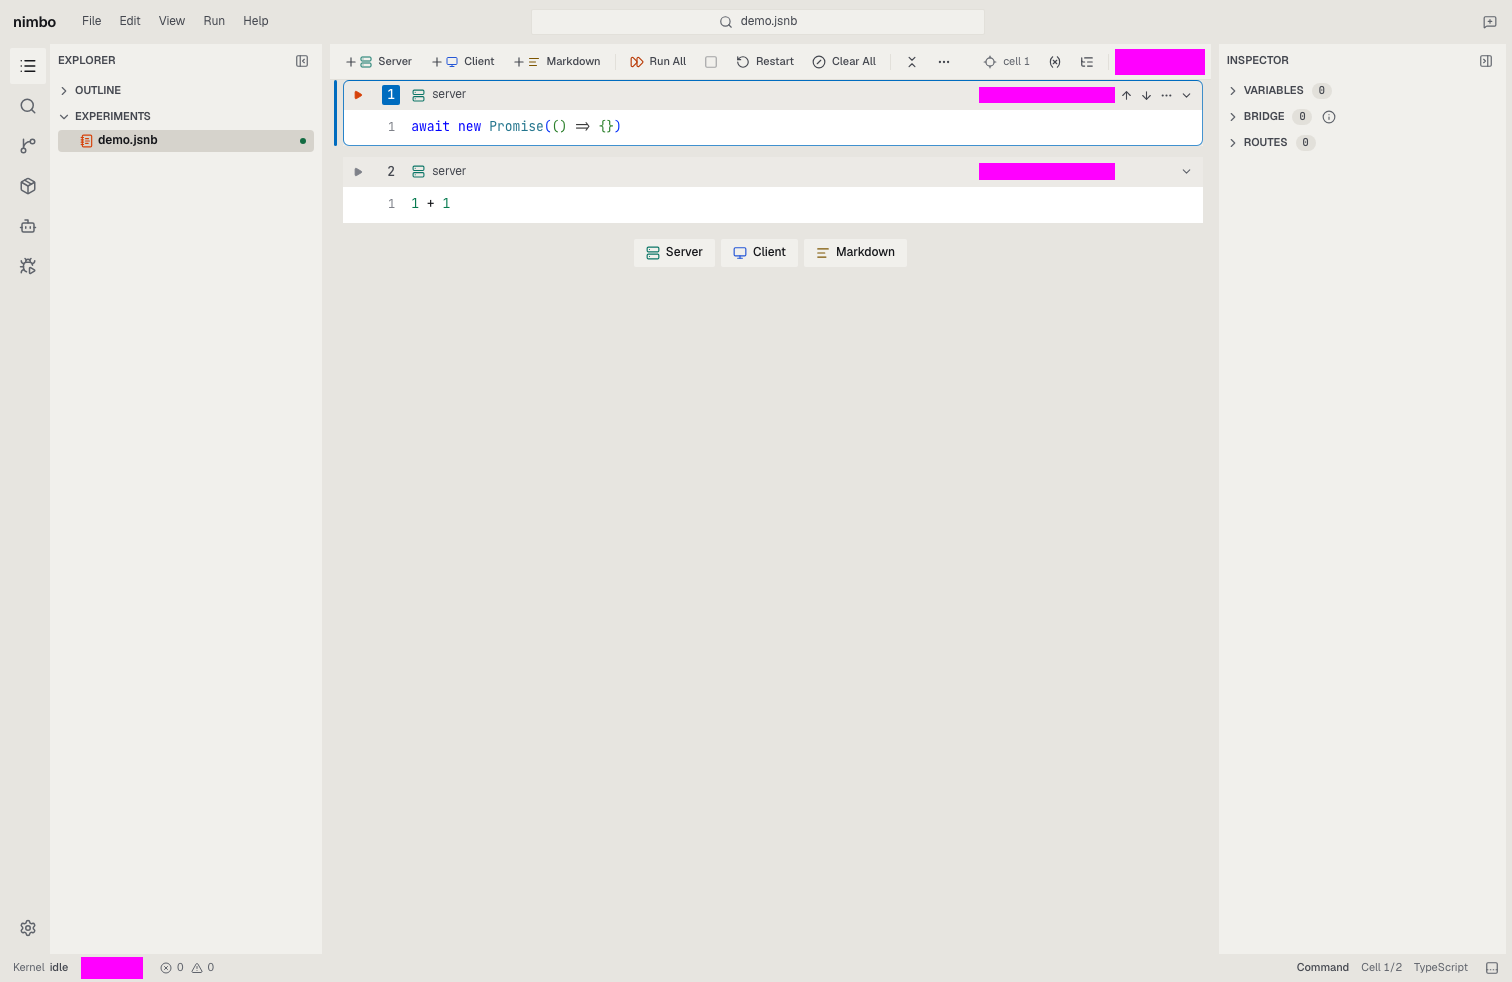 nimbo File Edit View Run Help demo.jsnb
EXPLORER
OUTLINE
EXPERIMENTS
demo.jsnb
Server Client Markdown Run All Restart Clear All cell 1
1 server
1 await new Promise(() => {})
2 server
1 1 + 1
Server Client Markdown
INSPECTOR
VARIABLES 0
BRIDGE 0
ROUTES 0
Kernel idle 0 0 Command Cell 1/2 TypeScript